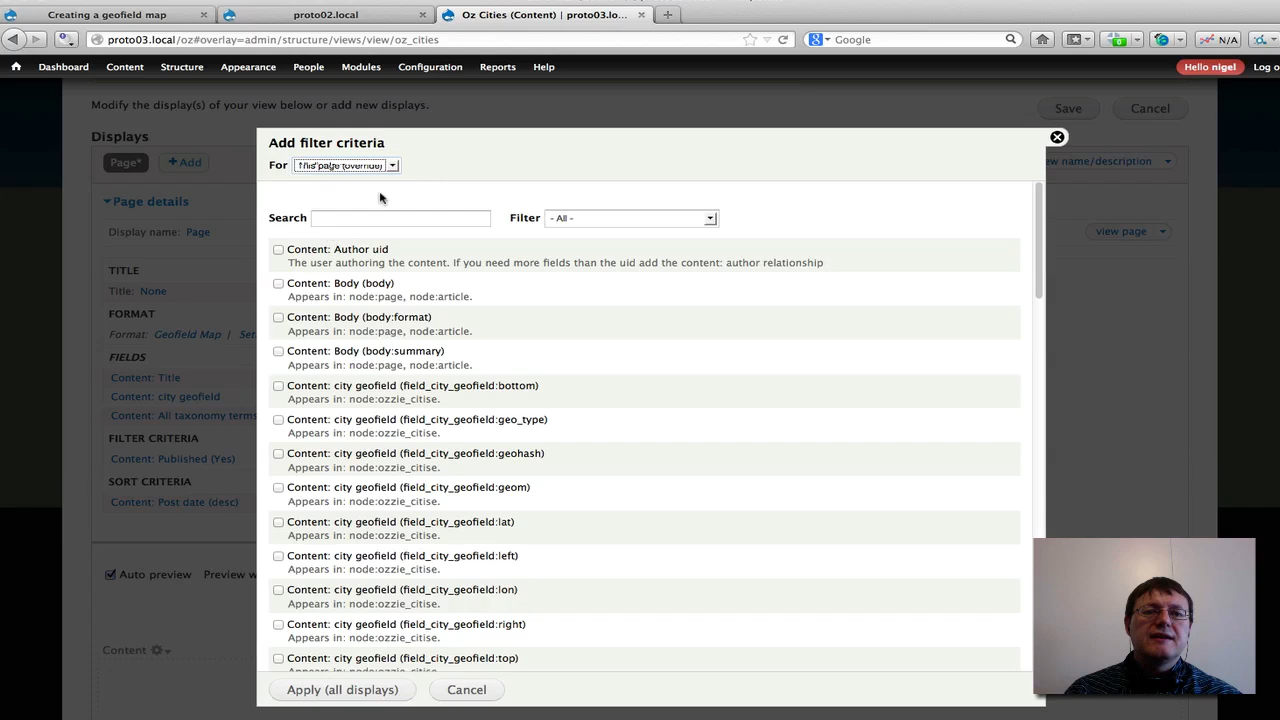 Creating a geofield map
proto02.local
Oz Cities (Content) | proto03.lo...
proto03.local/oz#overlay=admin/structure/views/view/oz_cities
Google
0
N/A
Dashboard Content Structure Appearance People Modules Configuration Reports Help
Hello nigel Log o
Modify the display(s) of your view below or add new displays.
Save Cancel
Displays
Page* Add
ew name/description
Page details
Display name: Page
view page
TITLE
Title: None
FORMAT
Format: Geofield Map | Set
FIELDS
Content: Title
Content: city geofield
Content: All taxonomy terms
FILTER CRITERIA
Content: Published (Yes)
SORT CRITERIA
Content: Post date (desc)
Auto preview Preview w
Content
Add filter criteria
For page (override)
Search
Filter - All -
Content: Author uid
The user authoring the content. If you need more fields than the uid add the content: author relationship
Content: Body (body)
Appears in: node:page, node:article.
Content: Body (body:format)
Appears in: node:page, node:article.
Content: Body (body:summary)
Appears in: node:page, node:article.
Content: city geofield (field_city_geofield:bottom)
Appears in: node:ozzie_citise.
Content: city geofield (field_city_geofield:geo_type)
Appears in: node:ozzie_citise.
Content: city geofield (field_city_geofield:geohash)
Appears in: node:ozzie_citise.
Content: city geofield (field_city_geofield:geom)
Appears in: node:ozzie_citise.
Content: city geofield (field_city_geofield:lat)
Appears in: node:ozzie_citise.
Content: city geofield (field_city_geofield:left)
Appears in: node:ozzie_citise.
Content: city geofield (field_city_geofield:lon)
Appears in: node:ozzie_citise.
Content: city geofield (field_city_geofield:right)
Appears in: node:ozzie_citise.
Content: city geofield (field_city_geofield:top)
Appears in: node:ozzie_citise.
Apply (all displays) Cancel